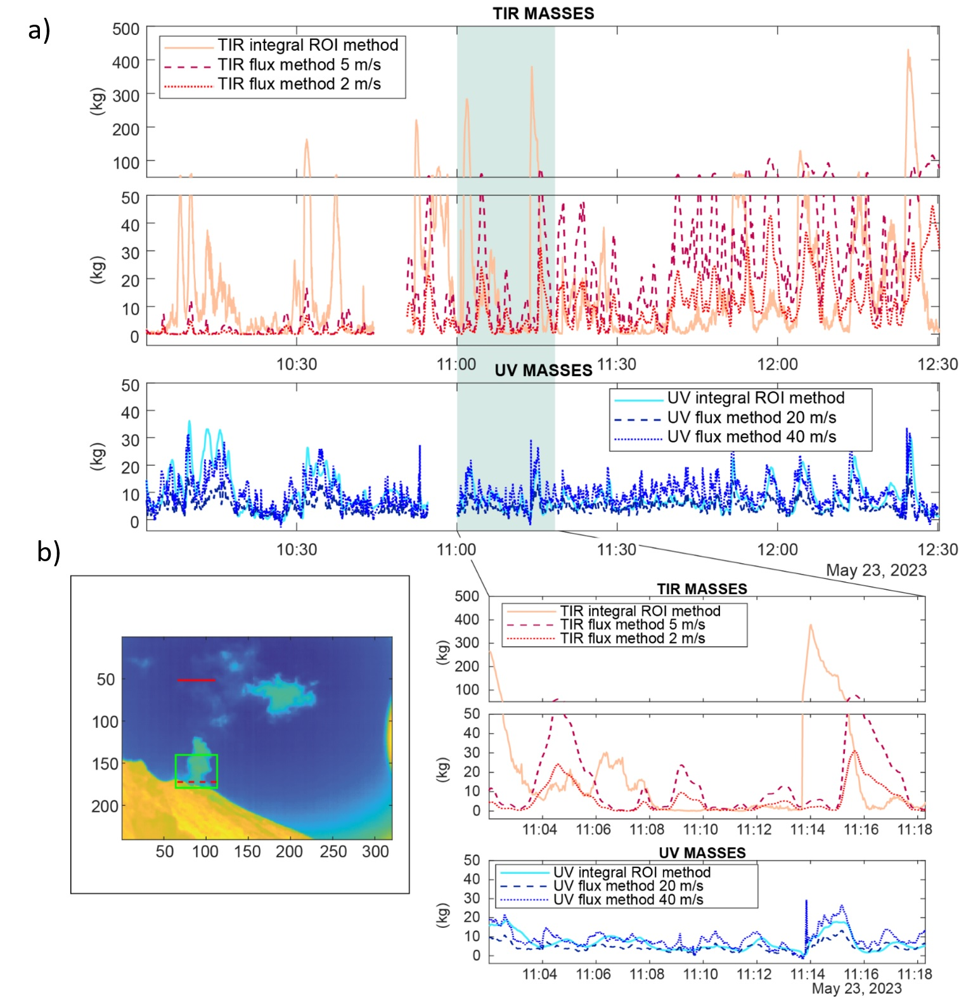 a)
TIR MASSES
500
400
300
200
100
(kg)
TIR integral ROI method
TIR flux method 5 m/s
TIR flux method 2 m/s
50
40
30
20
10
0
(kg)
10:30 11:00 11:30 12:00 12:30
UV MASSES
50
40
30
20
10
0
(kg)
UV integral ROI method
UV flux method 20 m/s
UV flux method 40 m/s
10:30 11:00 11:30 12:00 12:30
May 23, 2023
b)
50
100
150
200
50 100 150 200 250 300
TIR MASSES
500
400
300
200
100
(kg)
TIR integral ROI method
TIR flux method 5 m/s
TIR flux method 2 m/s
50
40
30
20
10
0
(kg)
11:04 11:06 11:08 11:10 11:12 11:14 11:16 11:18
UV MASSES
50
40
30
20
10
0
(kg)
UV integral ROI method
UV flux method 20 m/s
UV flux method 40 m/s
11:04 11:06 11:08 11:10 11:12 11:14 11:16 11:18
May 23, 2023